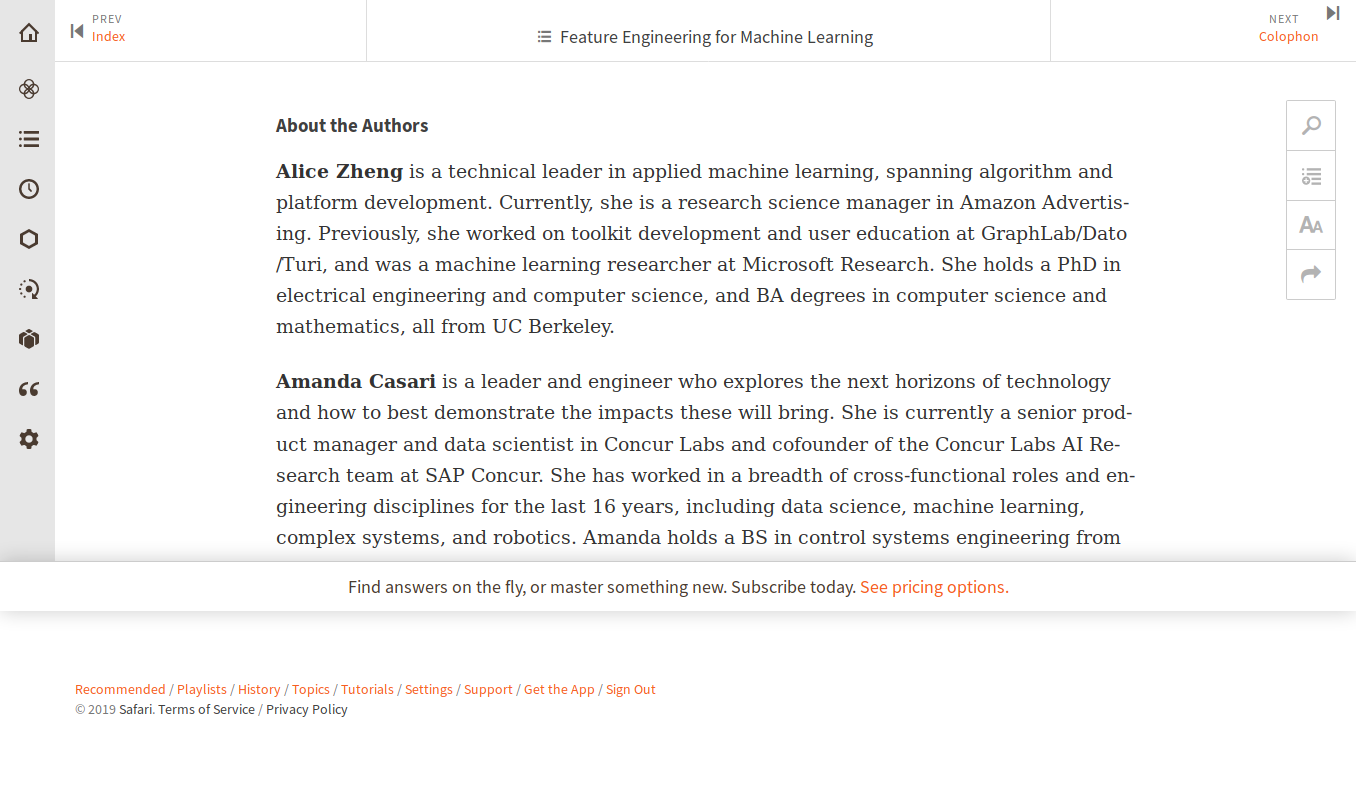 PREV
Index
Feature Engineering for Machine Learning
NEXT
Colophon
About the Authors
Alice Zheng is a technical leader in applied machine learning, spanning algorithm and
platform development. Currently, she is a research science manager in Amazon Advertis-
ing. Previously, she worked on toolkit development and user education at GraphLab/Dato
/Turi, and was a machine learning researcher at Microsoft Research. She holds a PhD in
electrical engineering and computer science, and BA degrees in computer science and
mathematics, all from UC Berkeley.
Amanda Casari is a leader and engineer who explores the next horizons of technology
and how to best demonstrate the impacts these will bring. She is currently a senior prod-
uct manager and data scientist in Concur Labs and cofounder of the Concur Labs AI Re-
search team at SAP Concur. She has worked in a breadth of cross-functional roles and en-
gineering disciplines for the last 16 years, including data science, machine learning,
complex systems, and robotics. Amanda holds a BS in control systems engineering from
Find answers on the fly, or master something new. Subscribe today. See pricing options.
Recommended / Playlists / History / Topics / Tutorials / Settings / Support / Get the App / Sign Out
© 2019 Safari. Terms of Service / Privacy Policy